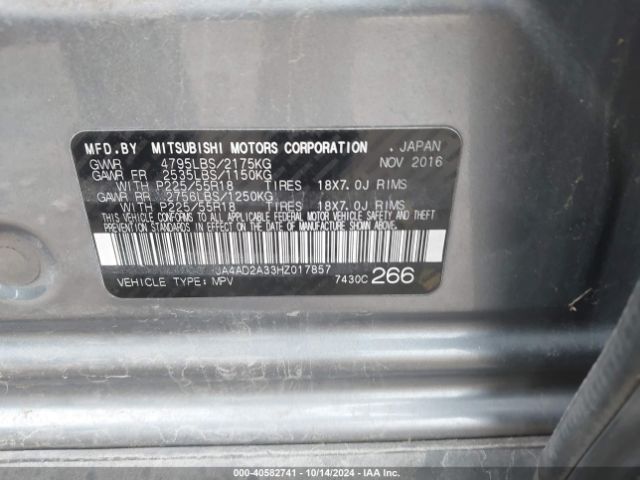 MFD.BY MITSUBISHI MOTORS CORPORATION . JAPAN
GVWR 4795LBS/2175KG NOV 2016
GAWR FR 2535LBS/1150KG
WITH P225/55R18 TIRES 18X7.0J RIMS
GAWR RR 2756LBS/1250KG
WITH P225/55R18 TIRES 18X7.0J RIMS
THIS VEHICLE CONFORMS TO ALL APPLICABLE FEDERAL MOTOR VEHICLE SAFETY AND THEFT
PREVENTION STANDARDS IN EFFECT ON THE DATE OF MANUFACTURE SHOWN ABOVE.
JA4AD2A33HZ017857
VEHICLE TYPE: MPV 7430C 266
000-40582741 - 10/14/2024 - IAA Inc.